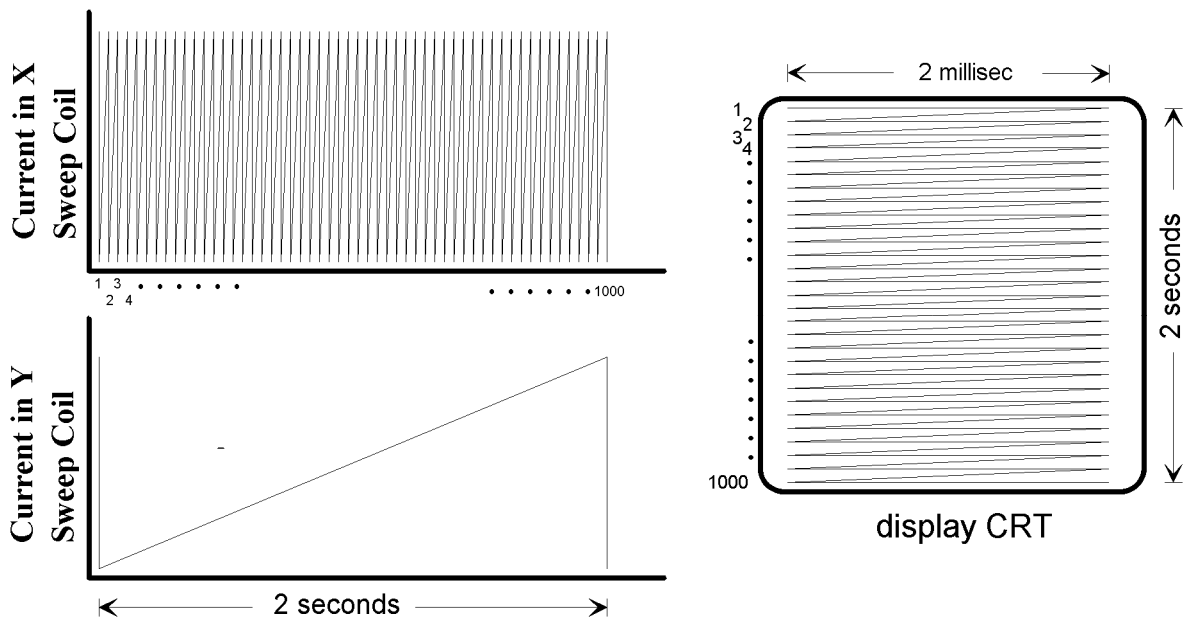 Current in X
Sweep Coil
1 3
2 4
1000
Current in Y
Sweep Coil
2 seconds
2 millisec
1
2
3
4
1000
2 seconds
display CRT